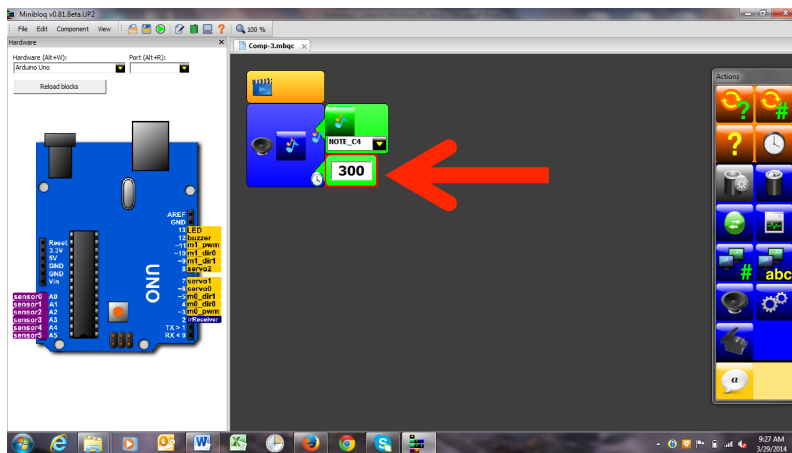 Minibloq v0.81.Beta.UP2
File Edit Component View
100 %
Hardware
Comp-3.mbqc
Hardware (Alt+W):
Port (Alt+R):
Arduino Uno
Reload blocks
NOTE_C4
300
Actions
?
#
?
#
abc
a
AREF
GND
13 LED
12 buzzer
~11 m1_pwm
~10 m1_dir0
~9 m1_dir1
8 servo2
7 servo1
~6 servo0
~5 m0_dir1
4 m0_dir0
~3 m0_pwm
2 irReceiver
TX > 1
RX < 0
Reset
3.3V
5V
GND
GND
Vin
UNO
sensor0 A0
sensor1 A1
sensor2 A2
sensor3 A3
sensor4 A4
sensor5 A5
9:27 AM
3/29/2014